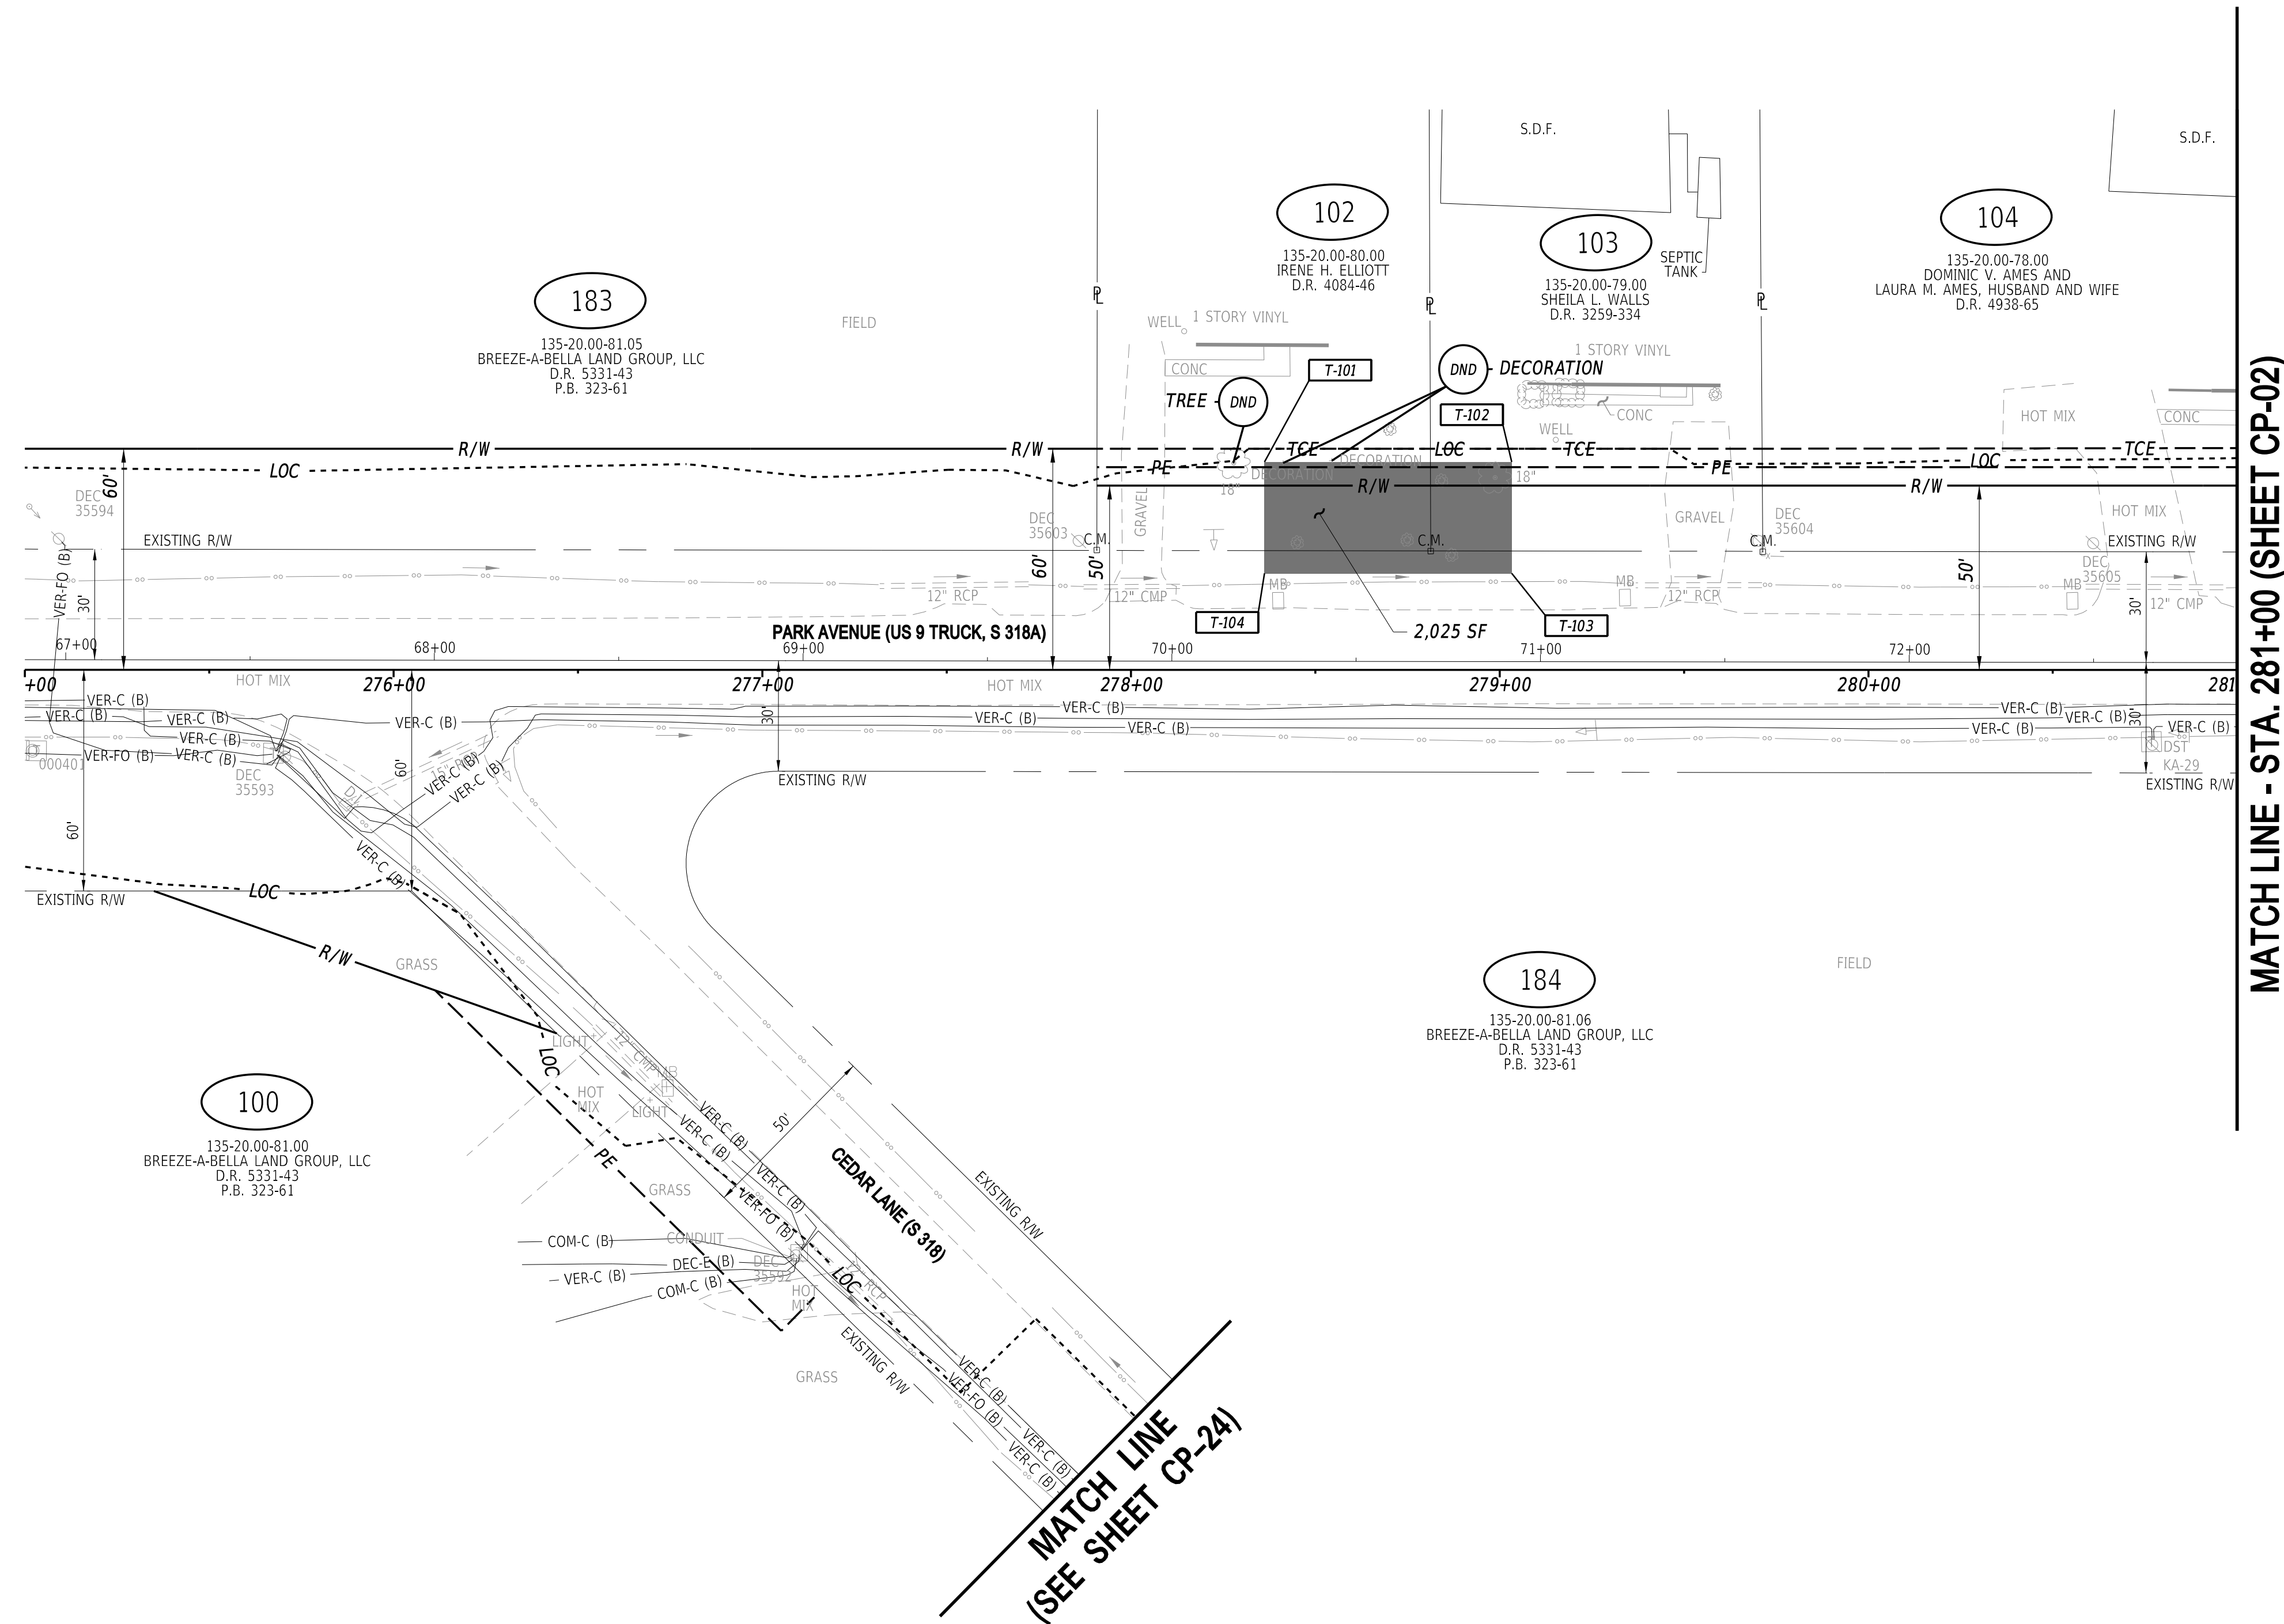 S.D.F.
S.D.F.
102
135-20.00-80.00
IRENE H. ELLIOTT
D.R. 4084-46
103
135-20.00-79.00
SHEILA L. WALLS
D.R. 3259-334
SEPTIC
TANK
104
135-20.00-78.00
DOMINIC V. AMES AND
LAURA M. AMES, HUSBAND AND WIFE
D.R. 4938-65
183
135-20.00-81.05
BREEZE-A-BELLA LAND GROUP, LLC
D.R. 5331-43
P.B. 323-61
FIELD
PL
PL
PL
WELL
1 STORY VINYL
CONC
T-101
DND
DECORATION
1 STORY VINYL
TREE
DND
T-102
CONC
WELL
HOT MIX
CONC
R/W
R/W
TCE
LOC
TCE
TCE
LOC
PE
DECORATION
DECORATION
PE
LOC
60'
18"
18"
R/W
R/W
DEC
35594
GRAVEL
DEC
35603
GRAVEL
DEC
35604
HOT MIX
EXISTING R/W
C.M.
C.M.
C.M.
EXISTING R/W
60'
50'
50'
DEC
35605
VER-FO (B)
30'
12" RCP
12" CMP
MB
MB
12" RCP
MB
12" CMP
30'
T-104
2,025 SF
T-103
PARK AVENUE (US 9 TRUCK, S 318A)
67+00
68+00
69+00
70+00
71+00
72+00
+00
276+00
277+00
278+00
279+00
280+00
281
HOT MIX
HOT MIX
VER-C (B)
VER-C (B)
VER-C (B)
VER-C (B)
VER-C (B)
VER-C (B)
VER-C (B)
VER-C (B)
VER-C (B)
VER-C (B)
VER-C (B)
VER-C (B)
30'
30'
VER-FO (B)
VER-C (B)
000401
DEC
35593
60'
15" RCP
VER-C (B)
VER-C (B)
D.I.
DST
KA-29
EXISTING R/W
EXISTING R/W
60'
VER-C (B)
LOC
EXISTING R/W
R/W
GRASS
184
135-20.00-81.06
BREEZE-A-BELLA LAND GROUP, LLC
D.R. 5331-43
P.B. 323-61
FIELD
LIGHT
LOC
12" CMP
MB
HOT
MIX
LIGHT
100
135-20.00-81.00
BREEZE-A-BELLA LAND GROUP, LLC
D.R. 5331-43
P.B. 323-61
VER-C (B)
VER-C (B)
50'
PE
GRASS
VER-C (B)
VER-FO (B)
CEDAR LANE (S 318)
EXISTING R/W
COM-C (B)
CONDUIT
DEC-E (B)
DEC
35592
VER-C (B)
COM-C (B)
HOT
MIX
LOC
12" RCP
EXISTING R/W
GRASS
VER-C (B)
VER-FO (B)
VER-C (B)
VER-C (B)
MATCH LINE
(SEE SHEET CP-24)
MATCH LINE - STA. 281+00 (SHEET CP-02)